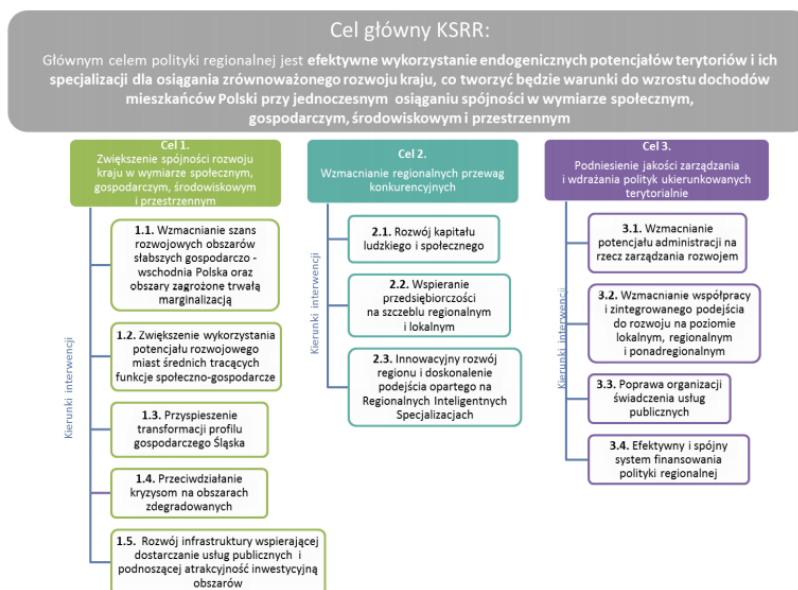 Cel główny KSRR:
Głównym celem polityki regionalnej jest efektywne wykorzystanie endogenicznych potencjałów terytoriów i ich
specjalizacji dla osiągania zrównoważonego rozwoju kraju, co tworzyć będzie warunki do wzrostu dochodów
mieszkańców Polski przy jednoczesnym osiąganiu spójności w wymiarze społecznym,
gospodarczym, środowiskowym i przestrzennym
Cel 1.
Zwiększenie spójności rozwoju
kraju w wymiarze społecznym,
gospodarczym, środowiskowym
i przestrzennym
Kierunki interwencji
1.1. Wzmacnianie szans
rozwojowych obszarów
słabszych gospodarczo -
wschodnia Polska oraz
obszary zagrożone trwałą
marginalizacją
1.2. Zwiększenie wykorzystania
potencjału rozwojowego
miast średnich tracących
funkcje społeczno-gospodarcze
1.3. Przyspieszenie
transformacji profilu
gospodarczego Śląska
1.4. Przeciwdziałanie
kryzysom na obszarach
zdegradowanych
1.5. Rozwój infrastruktury wspierającej
dostarczanie usług publicznych i
podnoszącej atrakcyjność inwestycyjną
obszarów
Cel 2.
Wzmacnianie regionalnych przewag
konkurencyjnych
Kierunki interwencji
2.1. Rozwój kapitału
ludzkiego i społecznego
2.2. Wspieranie
przedsiębiorczości
na szczeblu regionalnym
i lokalnym
2.3. Innowacyjny rozwój
regionu i doskonalenie
podejścia opartego na
Regionalnych Inteligentnych
Specjalizacjach
Cel 3.
Podniesienie jakości zarządzania
i wdrażania polityk ukierunkowanych
terytorialnie
Kierunki interwencji
3.1. Wzmacnianie
potencjału administracji na
rzecz zarządzania rozwojem
3.2. Wzmacnianie współpracy
i zintegrowanego podejścia
do rozwoju na poziomie
lokalnym, regionalnym
i ponadregionalnym
3.3. Poprawa organizacji
świadczenia usług
publicznych
3.4. Efektywny i spójny
system finansowania
polityki regionalnej